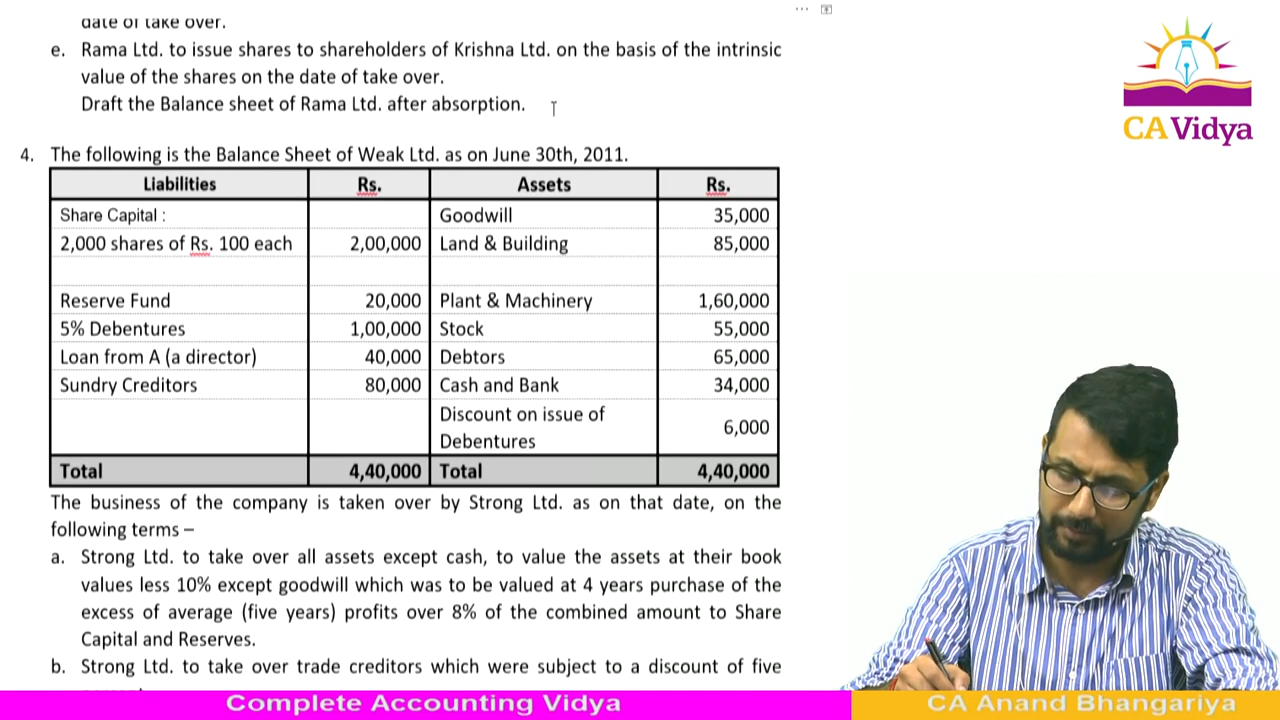 date of take over.
e. Rama Ltd. to issue shares to shareholders of Krishna Ltd. on the basis of the intrinsic
value of the shares on the date of take over.
Draft the Balance sheet of Rama Ltd. after absorption.
CA Vidya
4. The following is the Balance Sheet of Weak Ltd. as on June 30th, 2011.
Liabilities Rs. Assets Rs.
Share Capital : Goodwill 35,000
2,000 shares of Rs. 100 each 2,00,000 Land & Building 85,000
Reserve Fund 20,000 Plant & Machinery 1,60,000
5% Debentures 1,00,000 Stock 55,000
Loan from A (a director) 40,000 Debtors 65,000
Sundry Creditors 80,000 Cash and Bank 34,000
Discount on issue of
Debentures 6,000
Total 4,40,000 Total 4,40,000
The business of the company is taken over by Strong Ltd. as on that date, on the
following terms –
a. Strong Ltd. to take over all assets except cash, to value the assets at their book
values less 10% except goodwill which was to be valued at 4 years purchase of the
excess of average (five years) profits over 8% of the combined amount to Share
Capital and Reserves.
b. Strong Ltd. to take over trade creditors which were subject to a discount of five
Complete Accounting Vidya
CA Anand Bhangariya